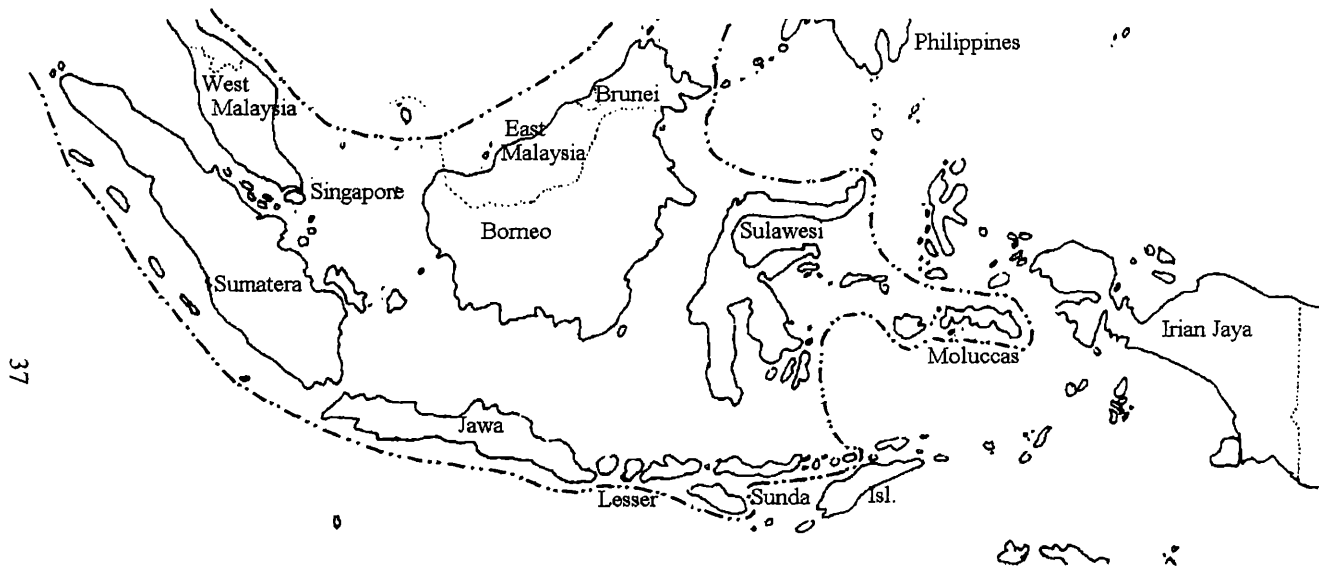 Philippines
West
Malaysia
Brunei
East
Malaysia
Singapore
Borneo
Sulawesi
Sumatera
Irian Jaya
Moluccas
37
Jawa
Lesser
Sunda
Isl.